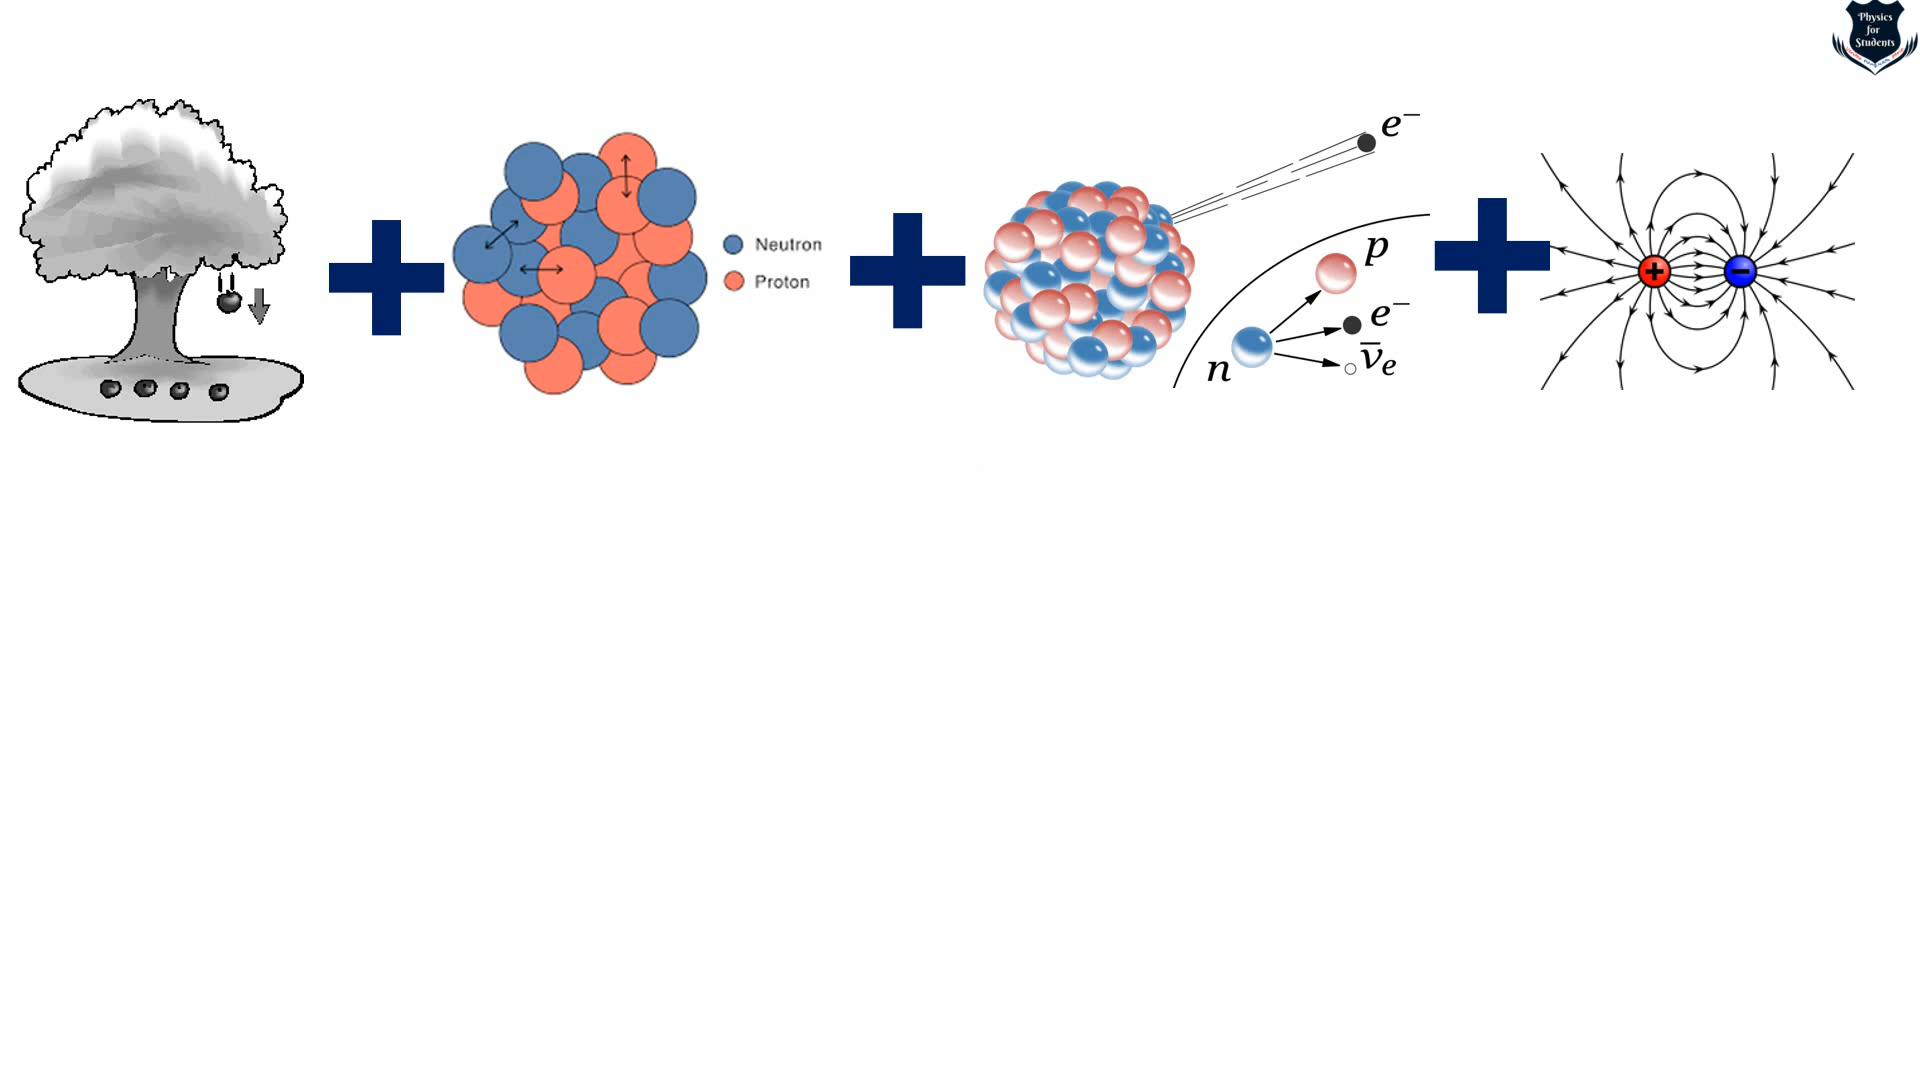 Physics
for
Students
Neutron
Proton
e⁻
p
n
e⁻
ν̅ₑ
+
−